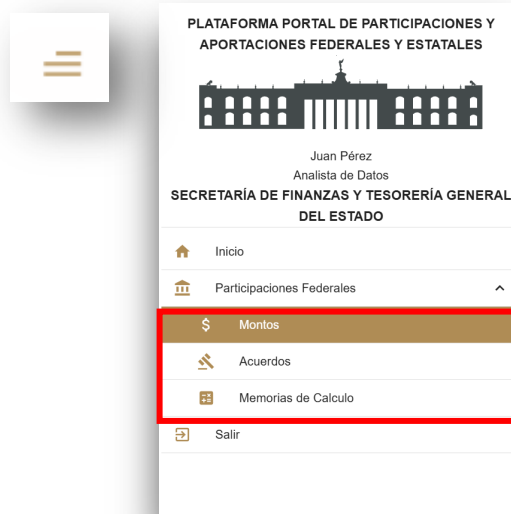 PLATAFORMA PORTAL DE PARTICIPACIONES Y
APORTACIONES FEDERALES Y ESTATALES
Juan Pérez
Analista de Datos
SECRETARÍA DE FINANZAS Y TESORERÍA GENERAL
DEL ESTADO
Inicio
Participaciones Federales
Montos
Acuerdos
Memorias de Calculo
Salir